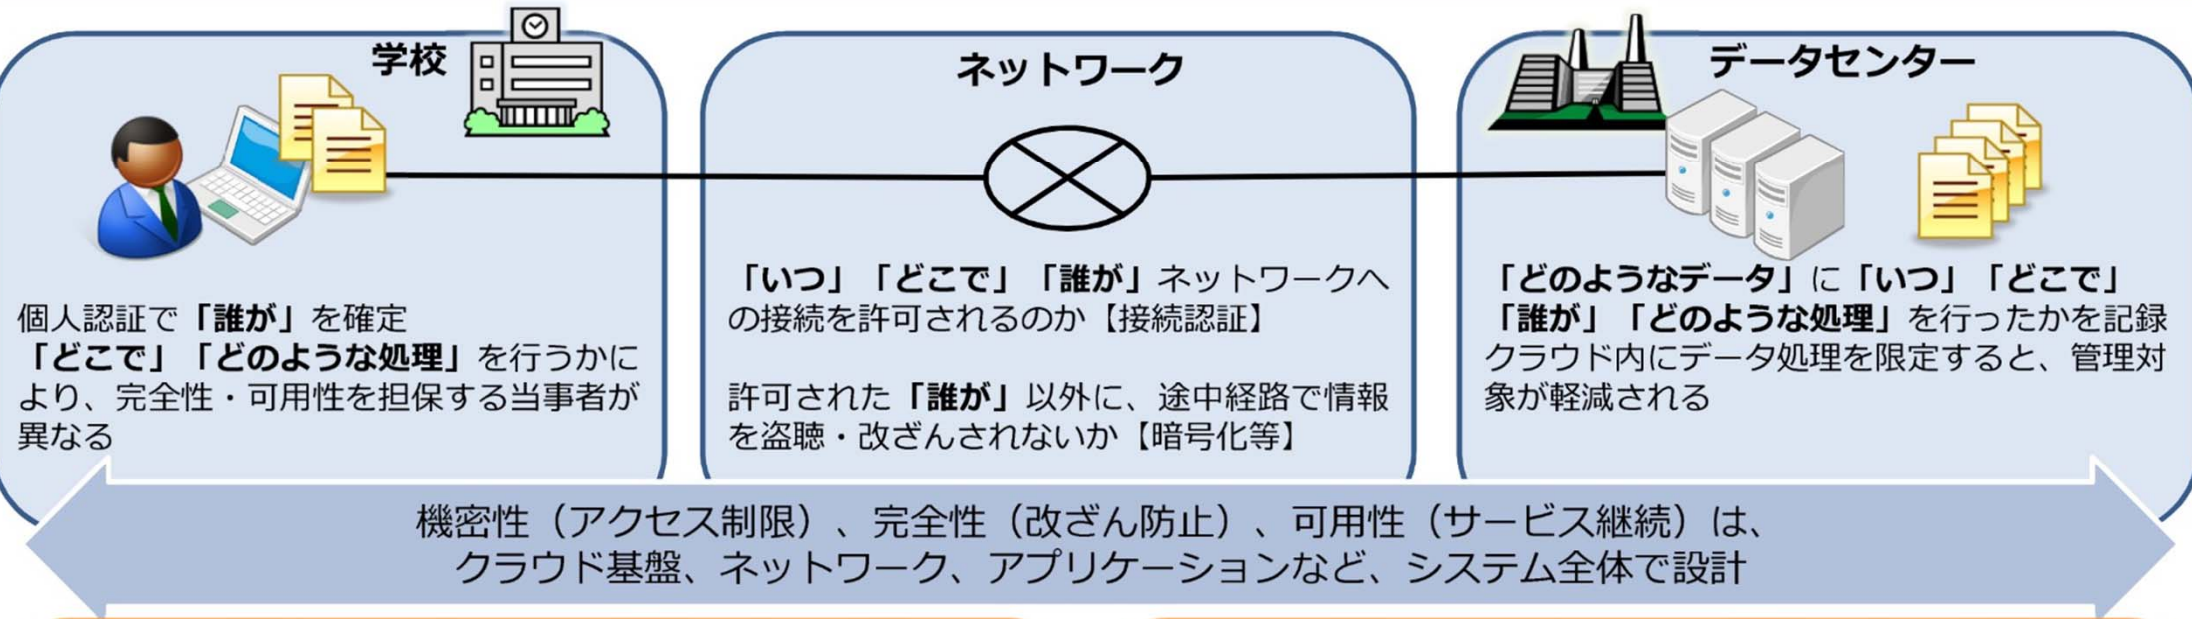 学校
個人認証で「誰が」を確定
「どこで」「どのような処理」を行うかに
より、完全性・可用性を担保する当事者が
異なる
ネットワーク
「いつ」「どこで」「誰が」ネットワークへ
の接続を許可されるのか【接続認証】
許可された「誰が」以外に、途中経路で情報
を盗聴・改ざんされないか【暗号化等】
データセンター
「どのようなデータ」に「いつ」「どこで」
「誰が」「どのような処理」を行ったかを記録
クラウド内にデータ処理を限定すると、管理対
象が軽減される
機密性（アクセス制限）、完全性（改ざん防止）、可用性（サービス継続）は、
クラウド基盤、ネットワーク、アプリケーションなど、システム全体で設計